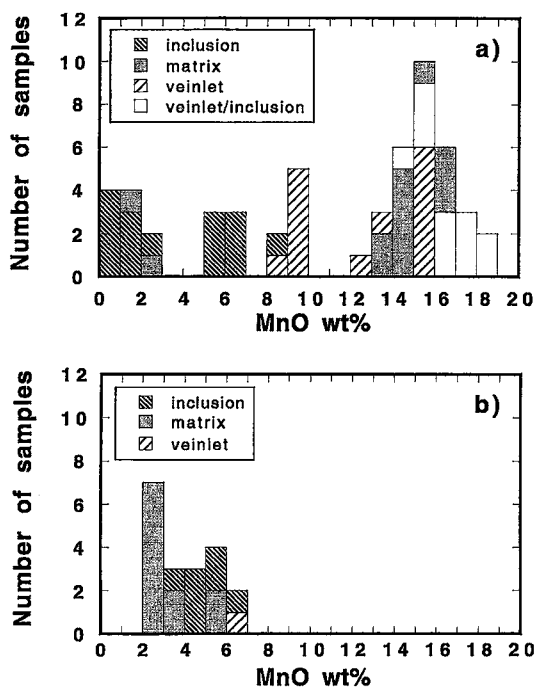 12
a)
inclusion
10
matrix
veinlet
8
veinlet/inclusion
6
4
2
0
0 2 4 6 8 10 12 14 16 18 20
MnO wt%
Number of samples
12
b)
inclusion
10
matrix
veinlet
8
6
4
2
0
0 2 4 6 8 10 12 14 16 18 20
MnO wt%
Number of samples